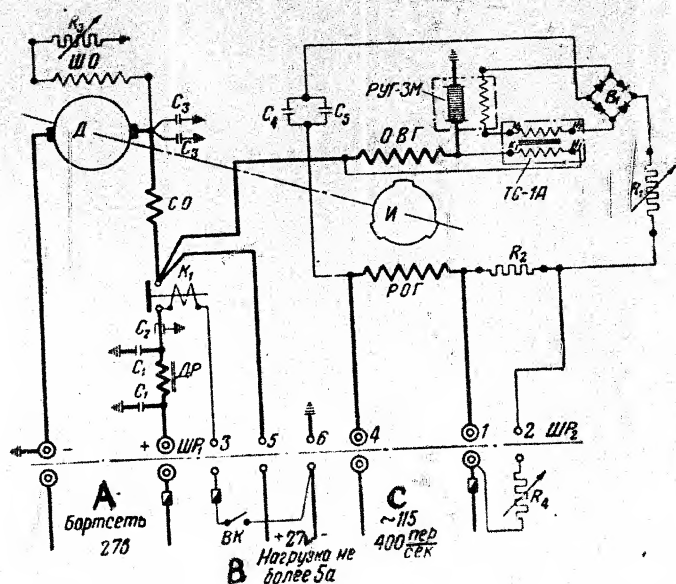 R₃
ШО
Д
C₃
C₃
СО
K₁
C₂
C₁
ДР
C₁
C₄
C₅
РУГ-3М
ОВГ
ТС-1А
В₁
R₁
И
РОГ
R₂
-
+
ШР₁
3
5
6
4
1
2
ШР₂
A
Бортсеть
27в
ВК
+27-
B
Нагрузка не
более 5а
C
~115
400 пер
сек
R₄